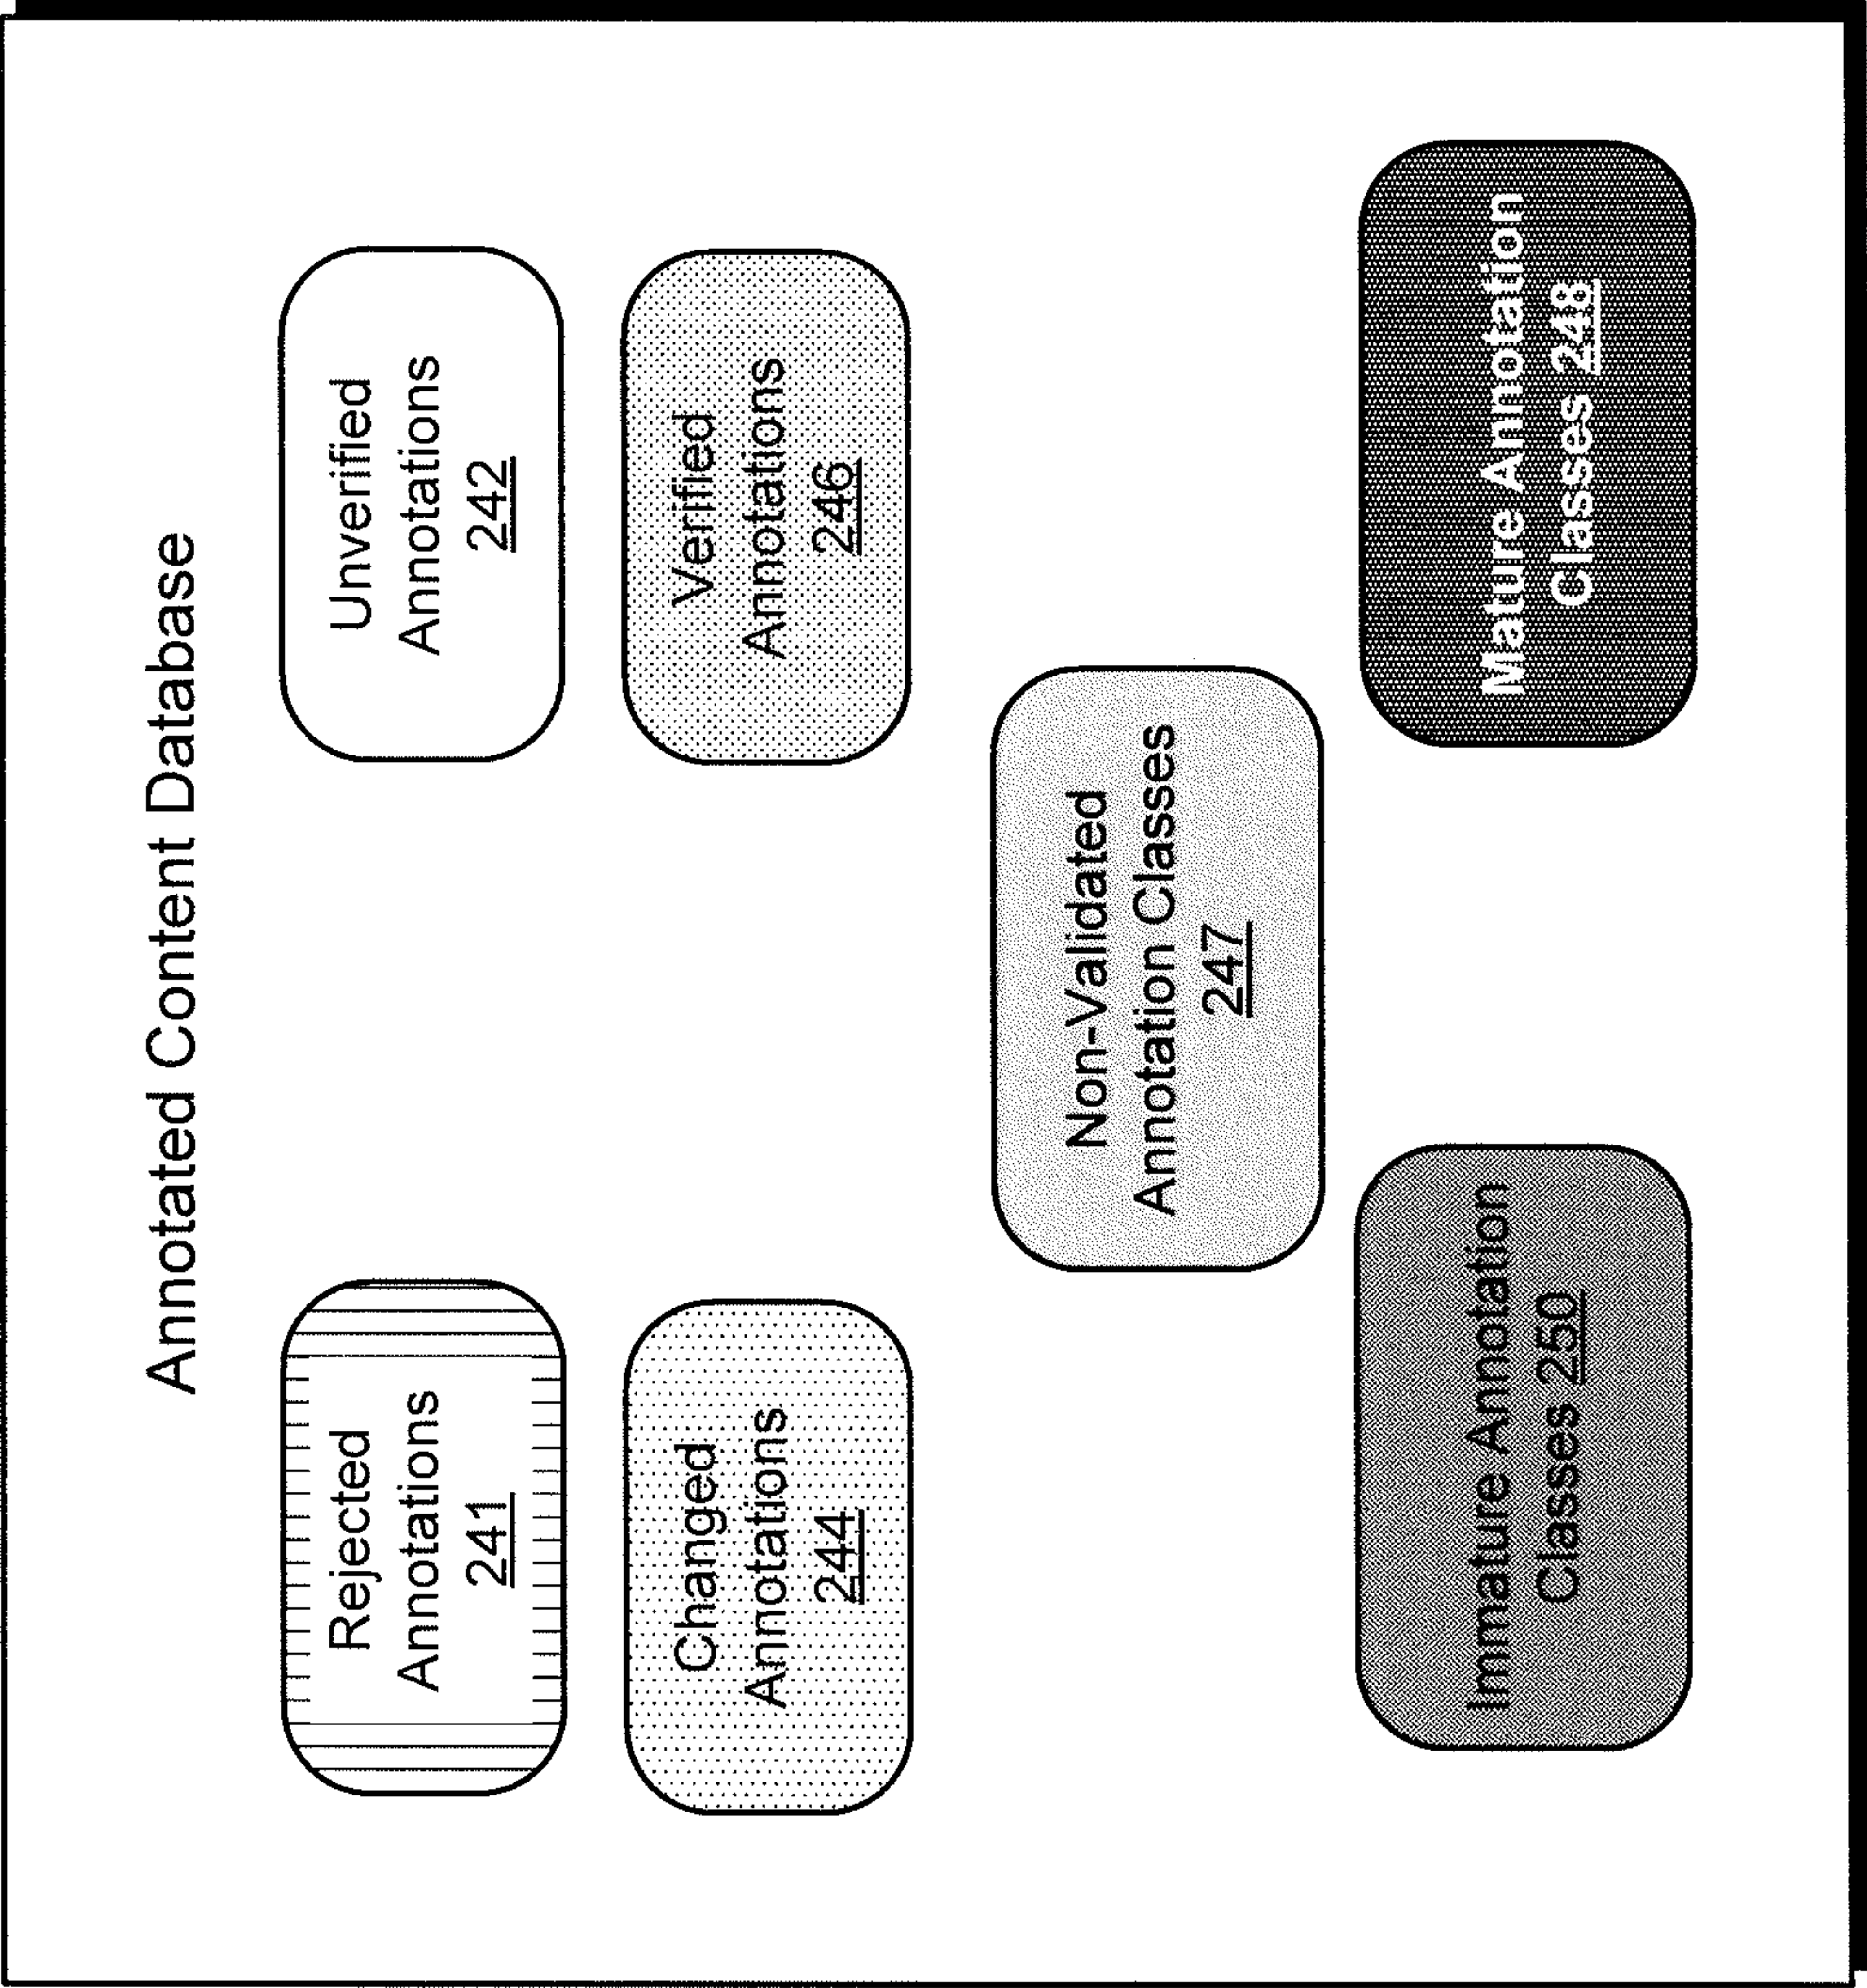 Annotated Content Database
Rejected
Annotations
241
Unverified
Annotations
242
Changed
Annotations
244
Verified
Annotations
246
Non-Validated
Annotation Classes
247
Immature Annotation
Classes 250
Mature Annotation
Classes 248